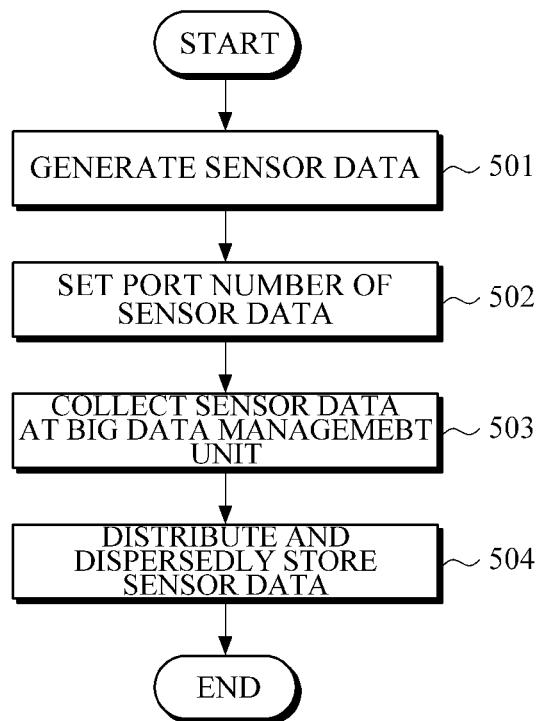 START
GENERATE SENSOR DATA
501
SET PORT NUMBER OF
SENSOR DATA
502
COLLECT SENSOR DATA
AT BIG DATA MANAGEMEBT
UNIT
503
DISTRIBUTE AND
DISPERSEDLY STORE
SENSOR DATA
504
END